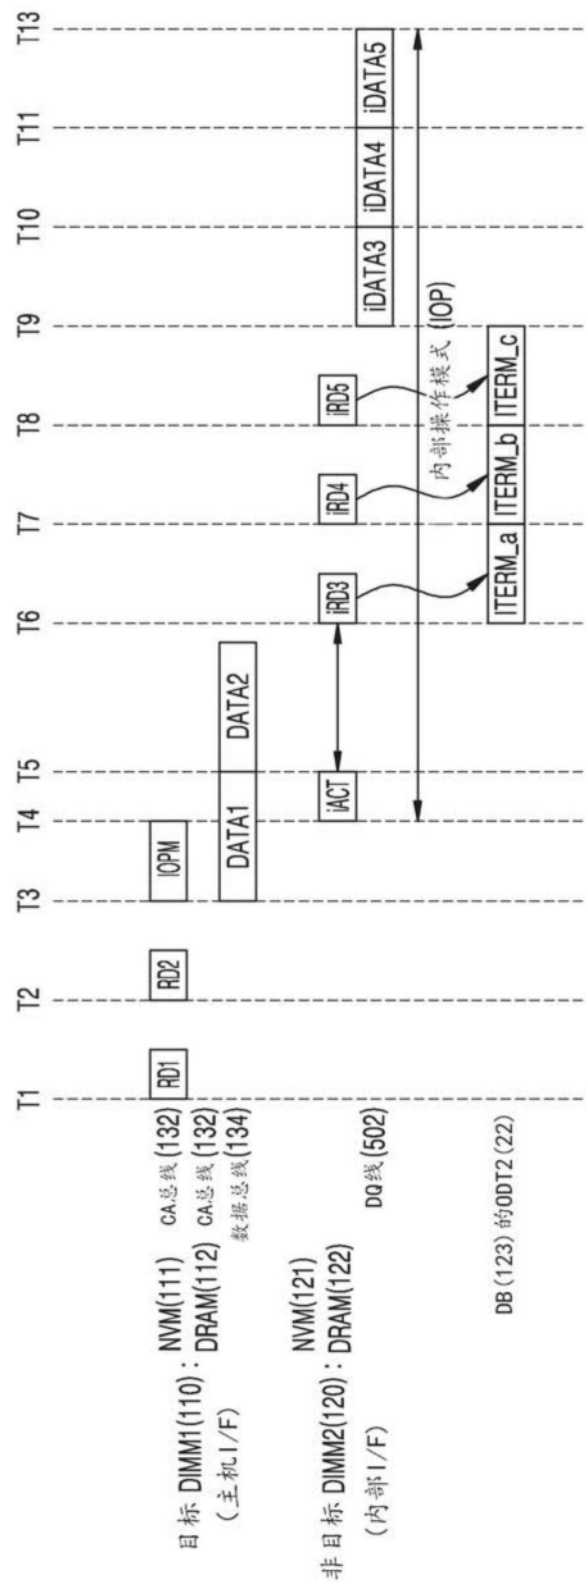 T1 T2 T3 T4 T5 T6 T7 T8 T9 T10 T11 T13
目标 DIMM1(110): NVM(111) CA总线(132) RD1 RD2 IOPM
DRAM(112) CA总线(132)
(主机I/F) 数据总线(134) DATA1 DATA2
非目标 DIMM2(120): NVM(121) iACT iRD3 iRD4 iRD5
DRAM(122) DQ线(502) iDATA3 iDATA4 iDATA5
(内部I/F)
内部操作模式(IOP)
DB(123)的ODT2(22) iTERM_a iTERM_b iTERM_c